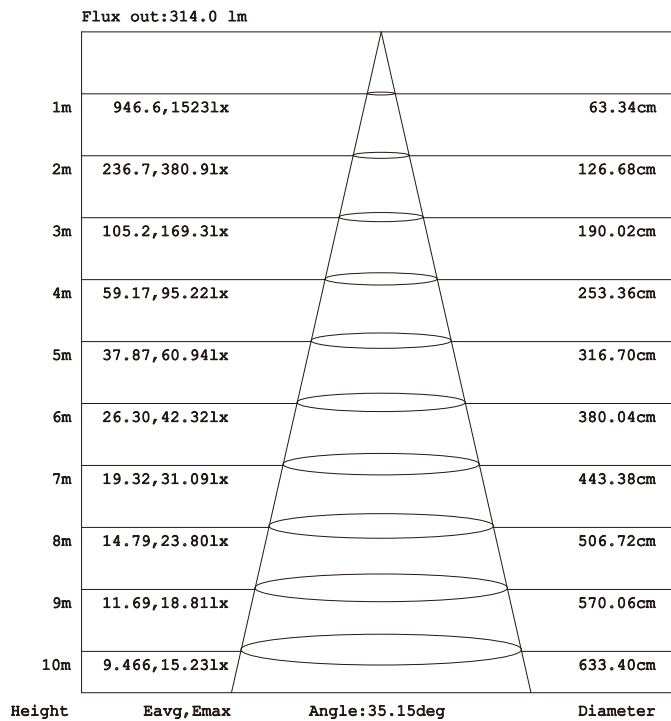 Flux out:314.0 lm
1m 946.6,1523lx 63.34cm
2m 236.7,380.9lx 126.68cm
3m 105.2,169.3lx 190.02cm
4m 59.17,95.22lx 253.36cm
5m 37.87,60.94lx 316.70cm
6m 26.30,42.32lx 380.04cm
7m 19.32,31.09lx 443.38cm
8m 14.79,23.80lx 506.72cm
9m 11.69,18.81lx 570.06cm
10m 9.466,15.23lx 633.40cm
Height Eavg,Emax Angle:35.15deg Diameter